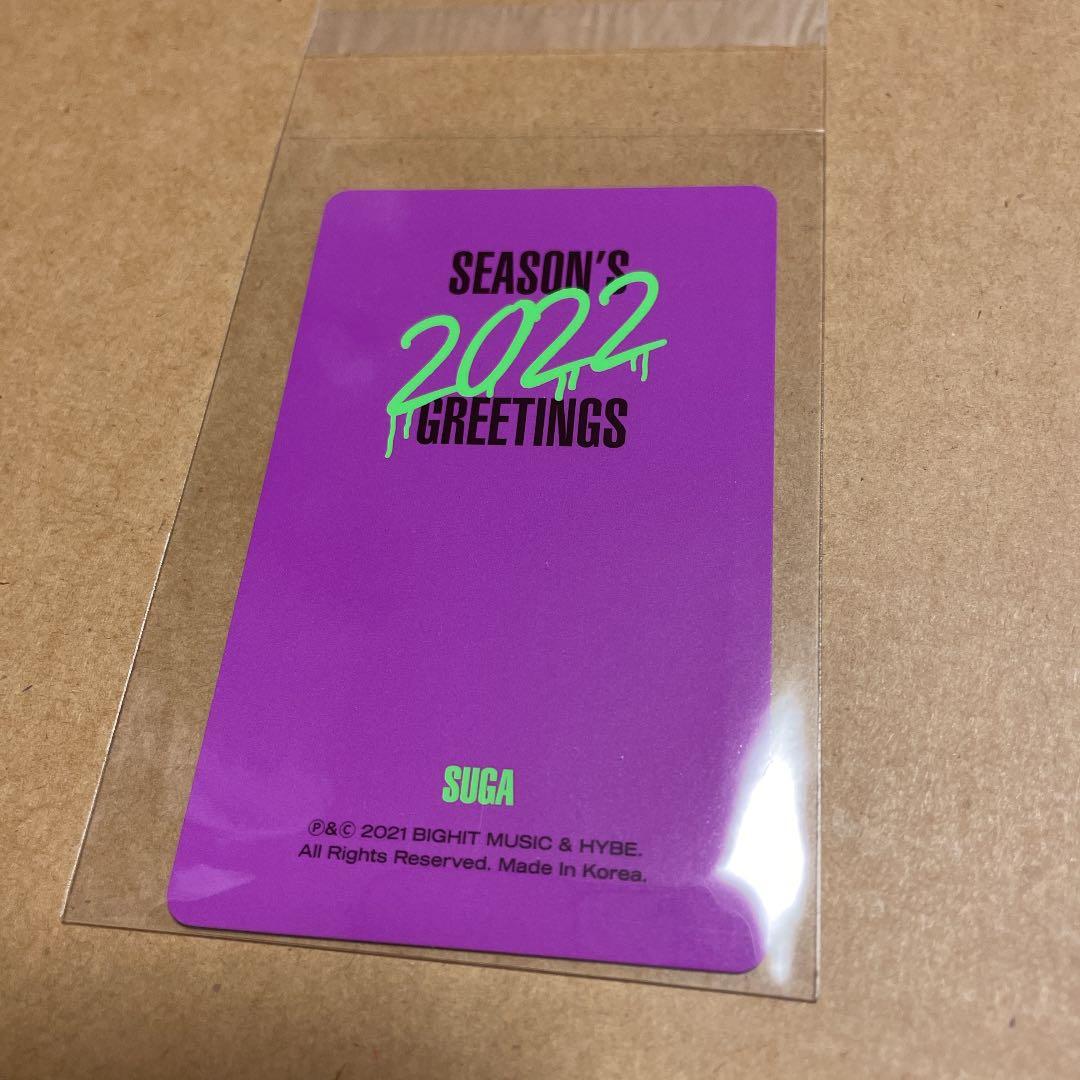 SEASON'S
2022
GREETINGS
SUGA
Ⓟ&© 2021 BIGHIT MUSIC & HYBE.
All Rights Reserved. Made In Korea.